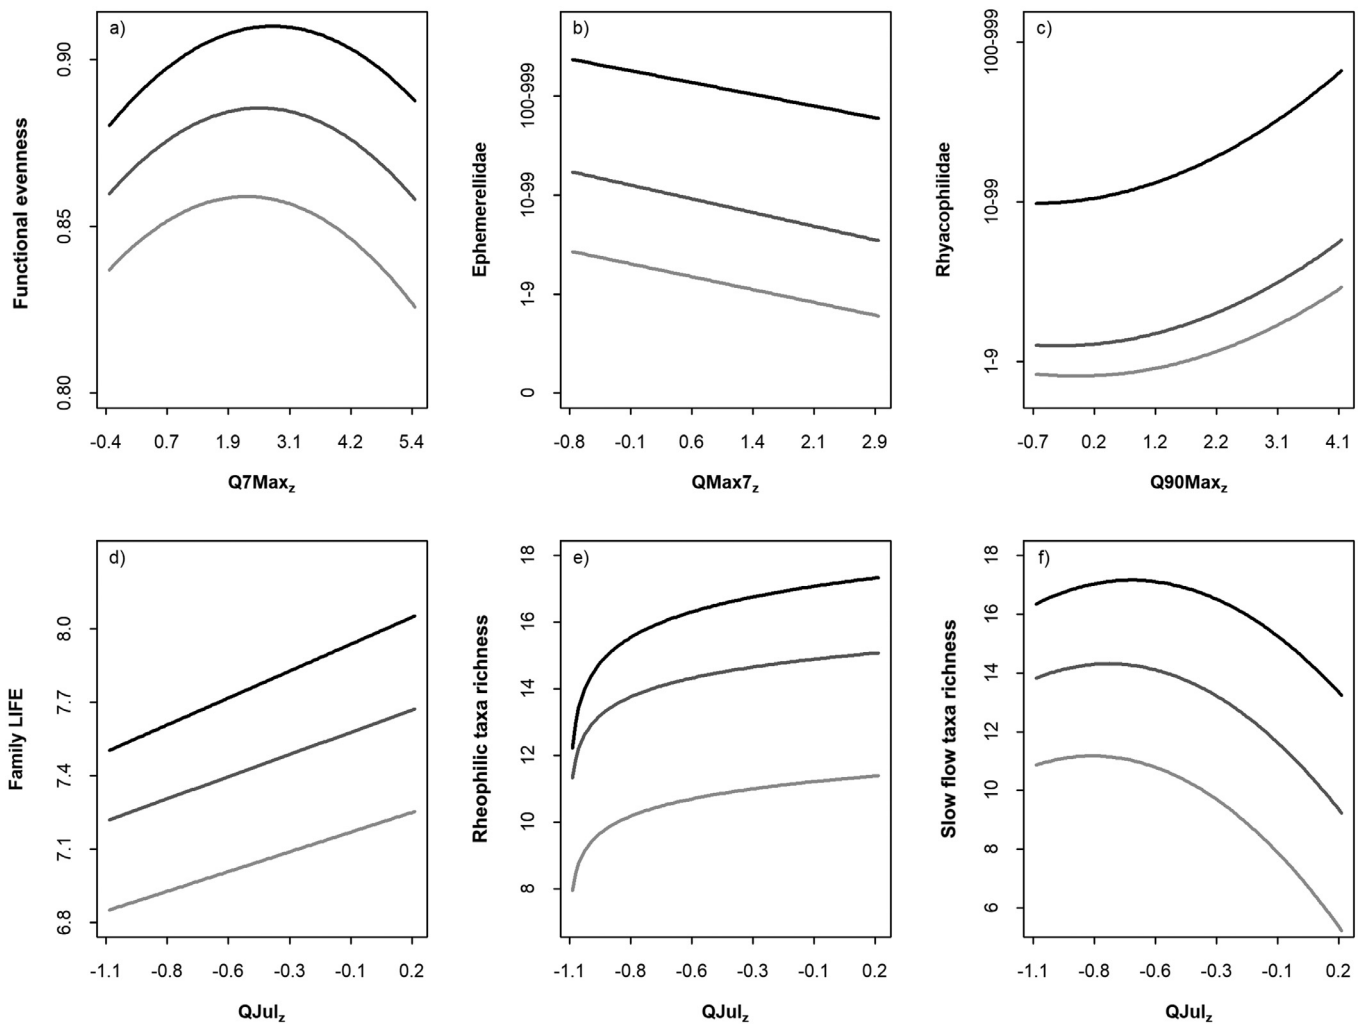 a)
Functional evenness
0.90
0.85
0.80
-0.4 0.7 1.9 3.1 4.2 5.4
Q7Maxz
b)
Ephemerellidae
100-999
10-99
1-9
0
-0.8 -0.1 0.6 1.4 2.1 2.9
QMax7z
c)
Rhyacophilidae
100-999
10-99
1-9
-0.7 0.2 1.2 2.2 3.1 4.1
Q90Maxz
d)
Family LIFE
8.0
7.7
7.4
7.1
6.8
-1.1 -0.8 -0.6 -0.3 -0.1 0.2
QJulz
e)
Rheophilic taxa richness
18
16
14
12
10
8
-1.1 -0.8 -0.6 -0.3 -0.1 0.2
QJulz
f)
Slow flow taxa richness
18
16
14
12
10
8
6
-1.1 -0.8 -0.6 -0.3 -0.1 0.2
QJulz